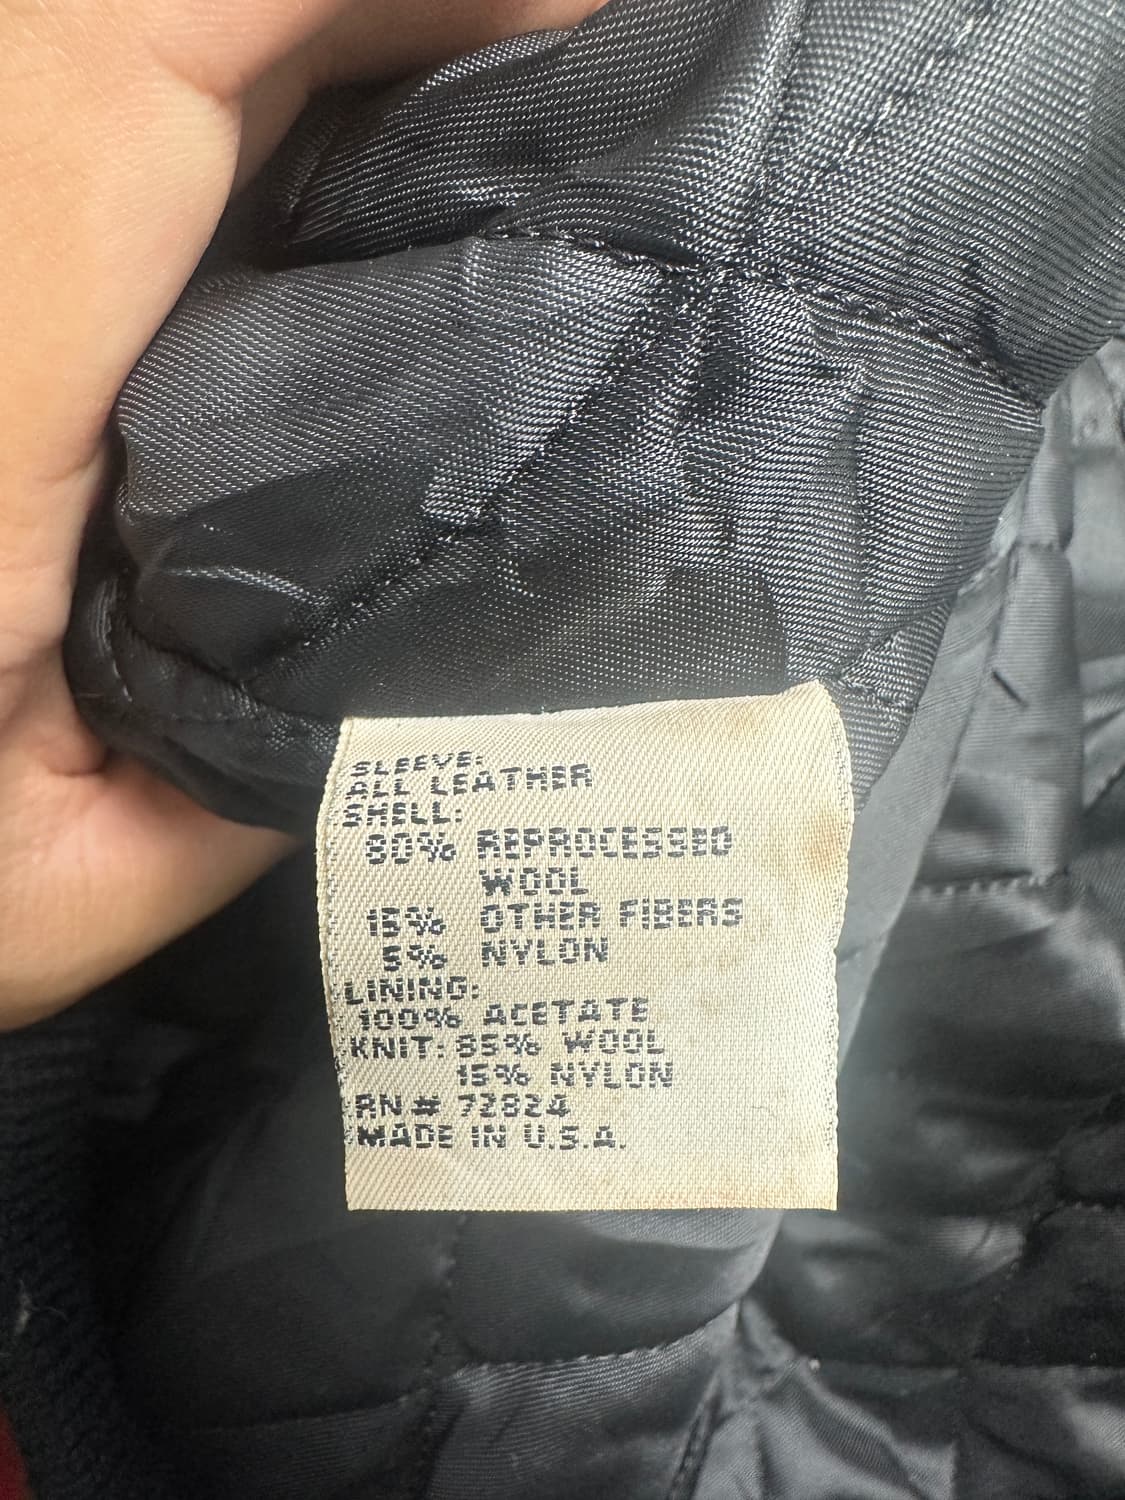 SLEEVE:
ALL LEATHER
SHELL:
80% REPROCESSED
WOOL
15% OTHER FIBERS
5% NYLON
LINING:
100% ACETATE
KNIT: 85% WOOL
15% NYLON
RN# 72824
MADE IN U.S.A.